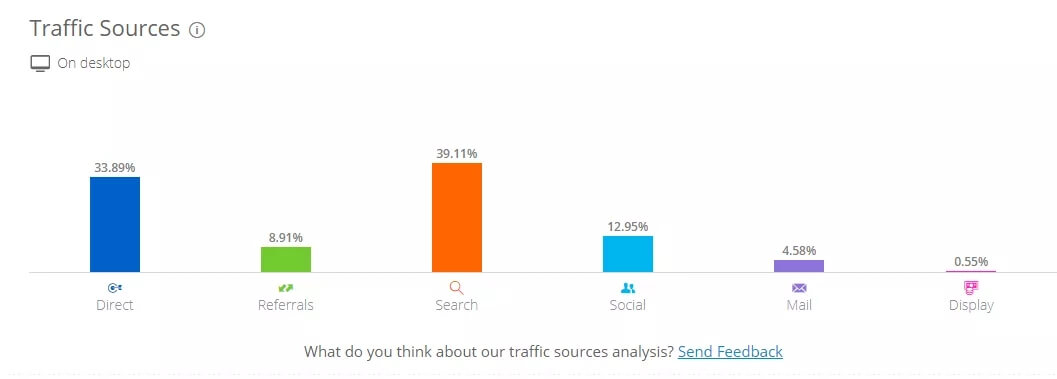 Traffic Sources
On desktop
33.89%
8.91%
39.11%
12.95%
4.58%
0.55%
Direct
Referrals
Search
Social
Mail
Display
What do you think about our traffic sources analysis? Send Feedback